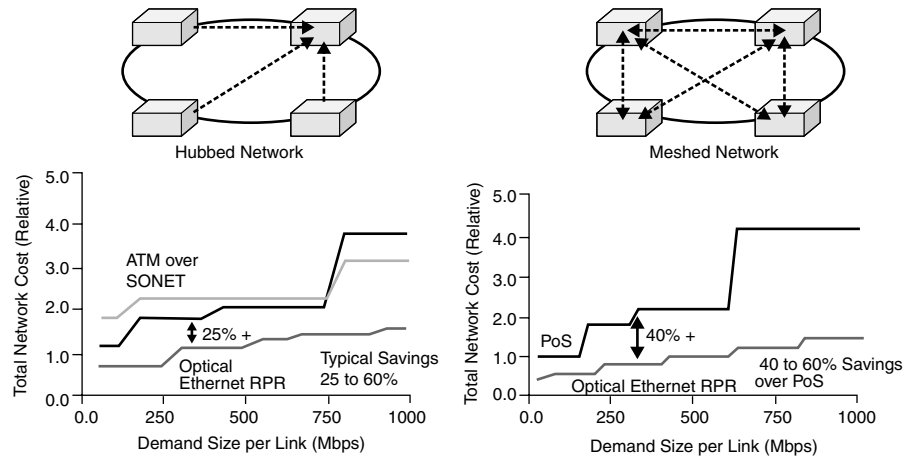 Hubbed Network
Meshed Network
Total Network Cost (Relative)
5.0
4.0
3.0
2.0
1.0
0.0
ATM over
SONET
25% +
Optical
Ethernet RPR
Typical Savings
25 to 60%
0.0
250
500
750
1000
Demand Size per Link (Mbps)
Total Network Cost (Relative)
5.0
4.0
3.0
2.0
1.0
0.0
PoS
40% +
Optical Ethernet RPR
40 to 60% Savings
over PoS
0.0
250
500
750
1000
Demand Size per Link (Mbps)